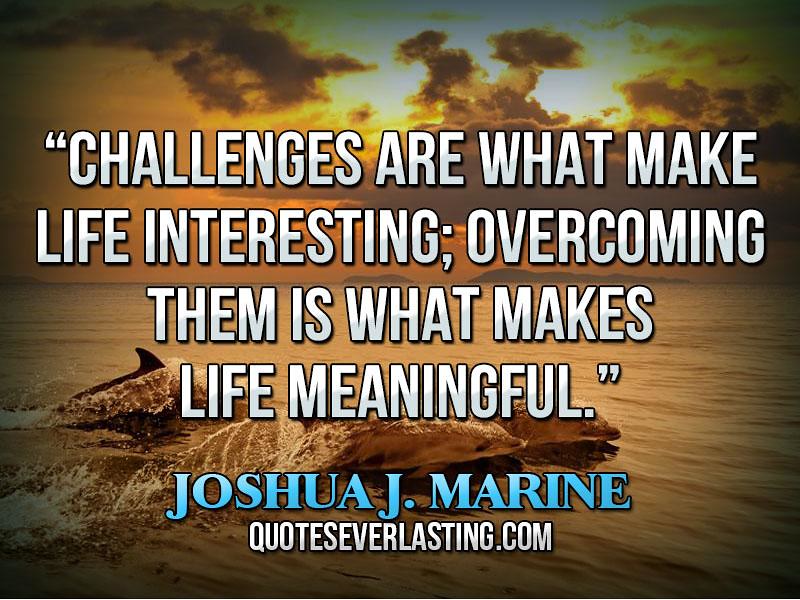 “CHALLENGES ARE WHAT MAKE
LIFE INTERESTING; OVERCOMING
THEM IS WHAT MAKES
LIFE MEANINGFUL.”
JOSHUA J. MARINE
QUOTESEVERLASTING.COM